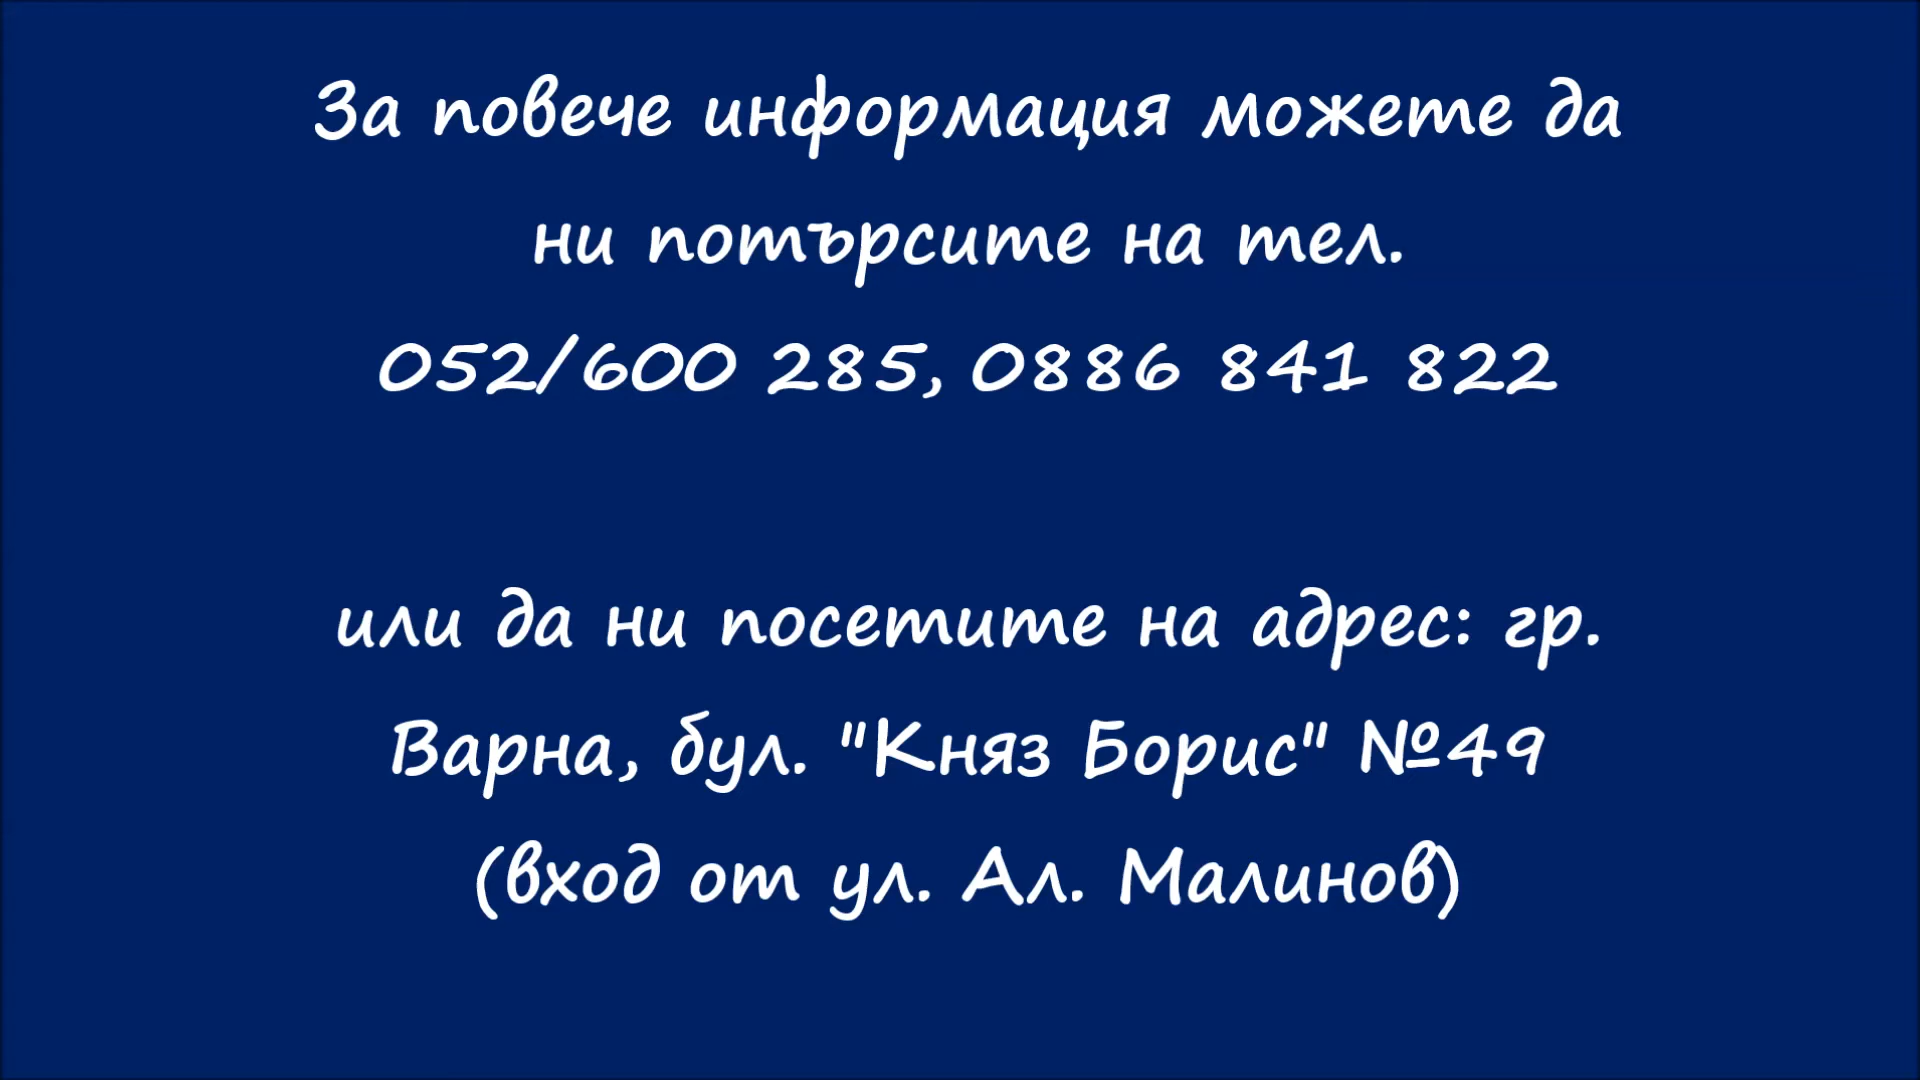 За повече информация можете да
ни потърсите на тел.
052/600 285, 0886 841 822
или да ни посетите на адрес: гр.
Варна, бул. "Княз Борис" №49
(вход от ул. Ал. Малинов)